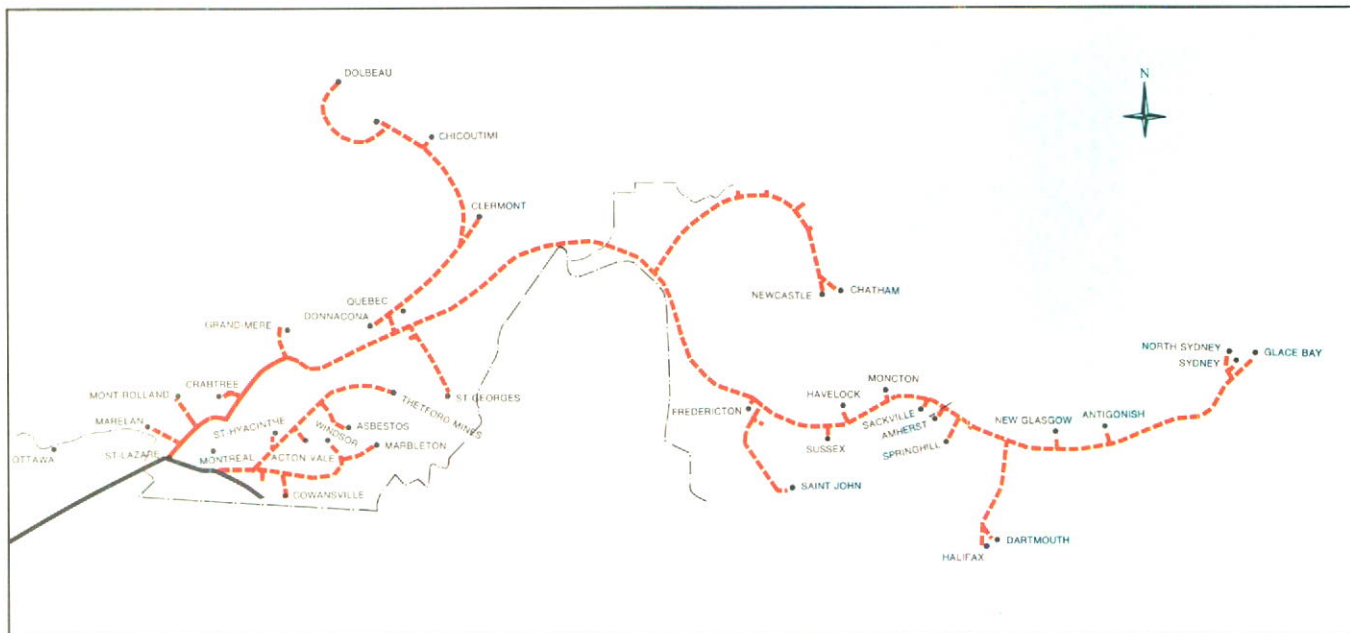 N
DOLBEAU
CHICOUTIMI
CLERMONT
QUEBEC
DONNACONA
GRAND-MERE
NEWCASTLE
CHATHAM
NORTH SYDNEY
SYDNEY
GLACE BAY
MONT-ROLLAND
CRABTREE
ST GEORGES
THETFORD MINES
MARELAN
ST-HYACINTHE
WINDSOR
ASBESTOS
MARBLETON
OTTAWA
ST-LAZARE
MONTREAL
ACTON VALE
COWANSVILLE
FREDERICTON
HAVELOCK
MONCTON
SACKVILLE
AMHERST
SPRINGHILL
SUSSEX
NEW GLASGOW
ANTIGONISH
SAINT JOHN
DARTMOUTH
HALIFAX